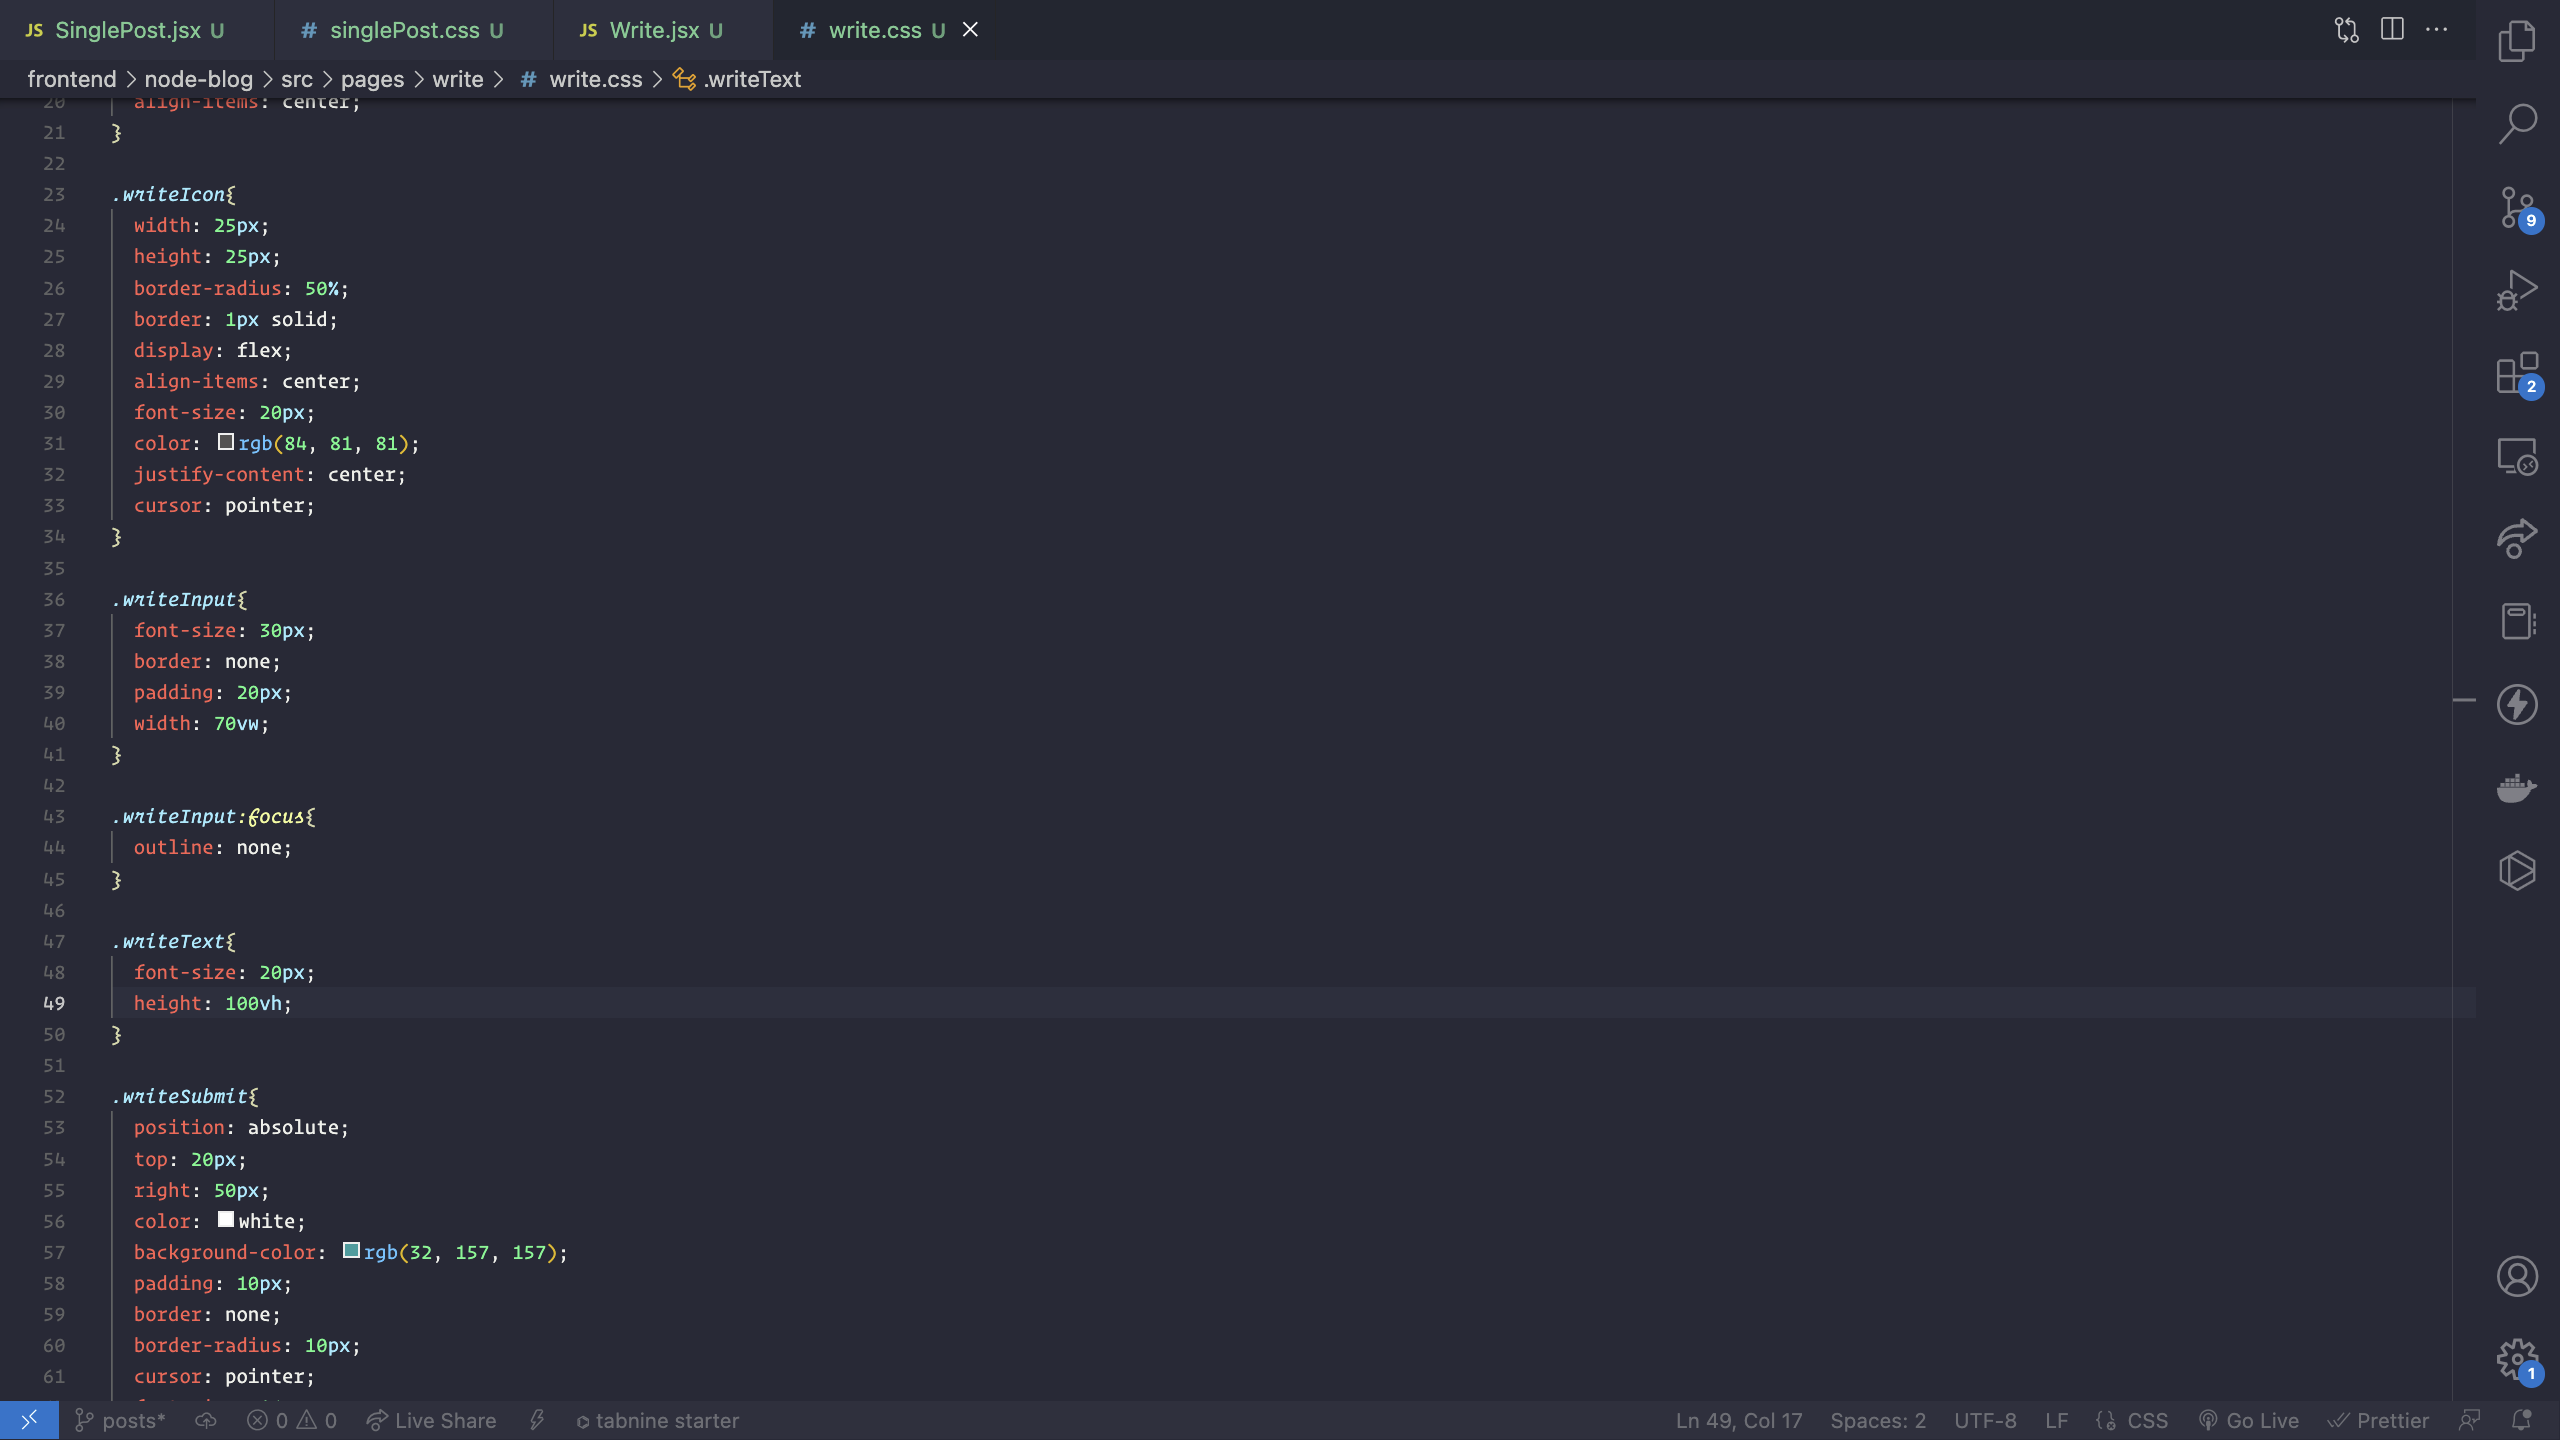 JS SinglePost.jsx U # singlePost.css U JS Write.jsx U # write.css U
frontend > node-blog > src > pages > write > # write.css > .writeText
20 align-items: center;
21 }
22
23 .writeIcon{
24 width: 25px;
25 height: 25px;
26 border-radius: 50%;
27 border: 1px solid;
28 display: flex;
29 align-items: center;
30 font-size: 20px;
31 color: rgb(84, 81, 81);
32 justify-content: center;
33 cursor: pointer;
34 }
35
36 .writeInput{
37 font-size: 30px;
38 border: none;
39 padding: 20px;
40 width: 70vw;
41 }
42
43 .writeInput:focus{
44 outline: none;
45 }
46
47 .writeText{
48 font-size: 20px;
49 height: 100vh;
50 }
51
52 .writeSubmit{
53 position: absolute;
54 top: 20px;
55 right: 50px;
56 color: white;
57 background-color: rgb(32, 157, 157);
58 padding: 10px;
59 border: none;
60 border-radius: 10px;
61 cursor: pointer;
9
2
1
posts* 0 0 Live Share tabnine starter Ln 49, Col 17 Spaces: 2 UTF-8 LF CSS Go Live Prettier